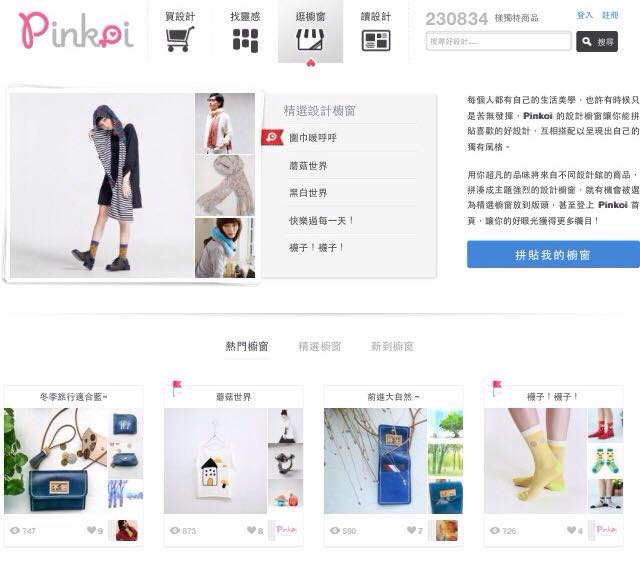 Pinkoi
買設計
找靈感
逛櫥窗
讀設計
230834 樣獨特商品
登入 註冊
搜尋好設計.....
搜尋
精選設計櫥窗
圍巾暖呼呼
蘑菇世界
黑白世界
快樂過每一天！
襪子！襪子！
每個人都有自己的生活美學，也許有時候只
是苦無發揮，Pinkoi 的設計櫥窗讓你能拼
貼喜歡的好設計，互相搭配以呈現出自己的
獨有風格。
用你超凡的品味將來自不同設計館的商品，
拼湊成主題強烈的設計櫥窗，就有機會被選
為精選櫥窗放到版頭，甚至登上 Pinkoi 首
頁，讓你的好眼光獲得更多矚目！
拼貼我的櫥窗
熱門櫥窗 精選櫥窗 新到櫥窗
冬季旅行適合藍~
747 9
蘑菇世界
873 8 Pinkoi
前進大自然 ~
590 7
襪子！襪子！
726 4 Pinkoi